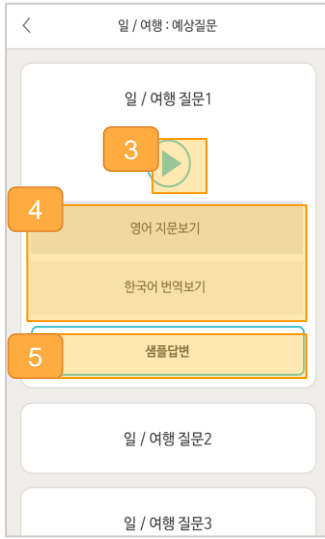 일 / 여행 : 예상질문
일 / 여행 질문1
3
4
영어 지문보기
한국어 번역보기
5
샘플답변
일 / 여행 질문2
일 / 여행 질문3